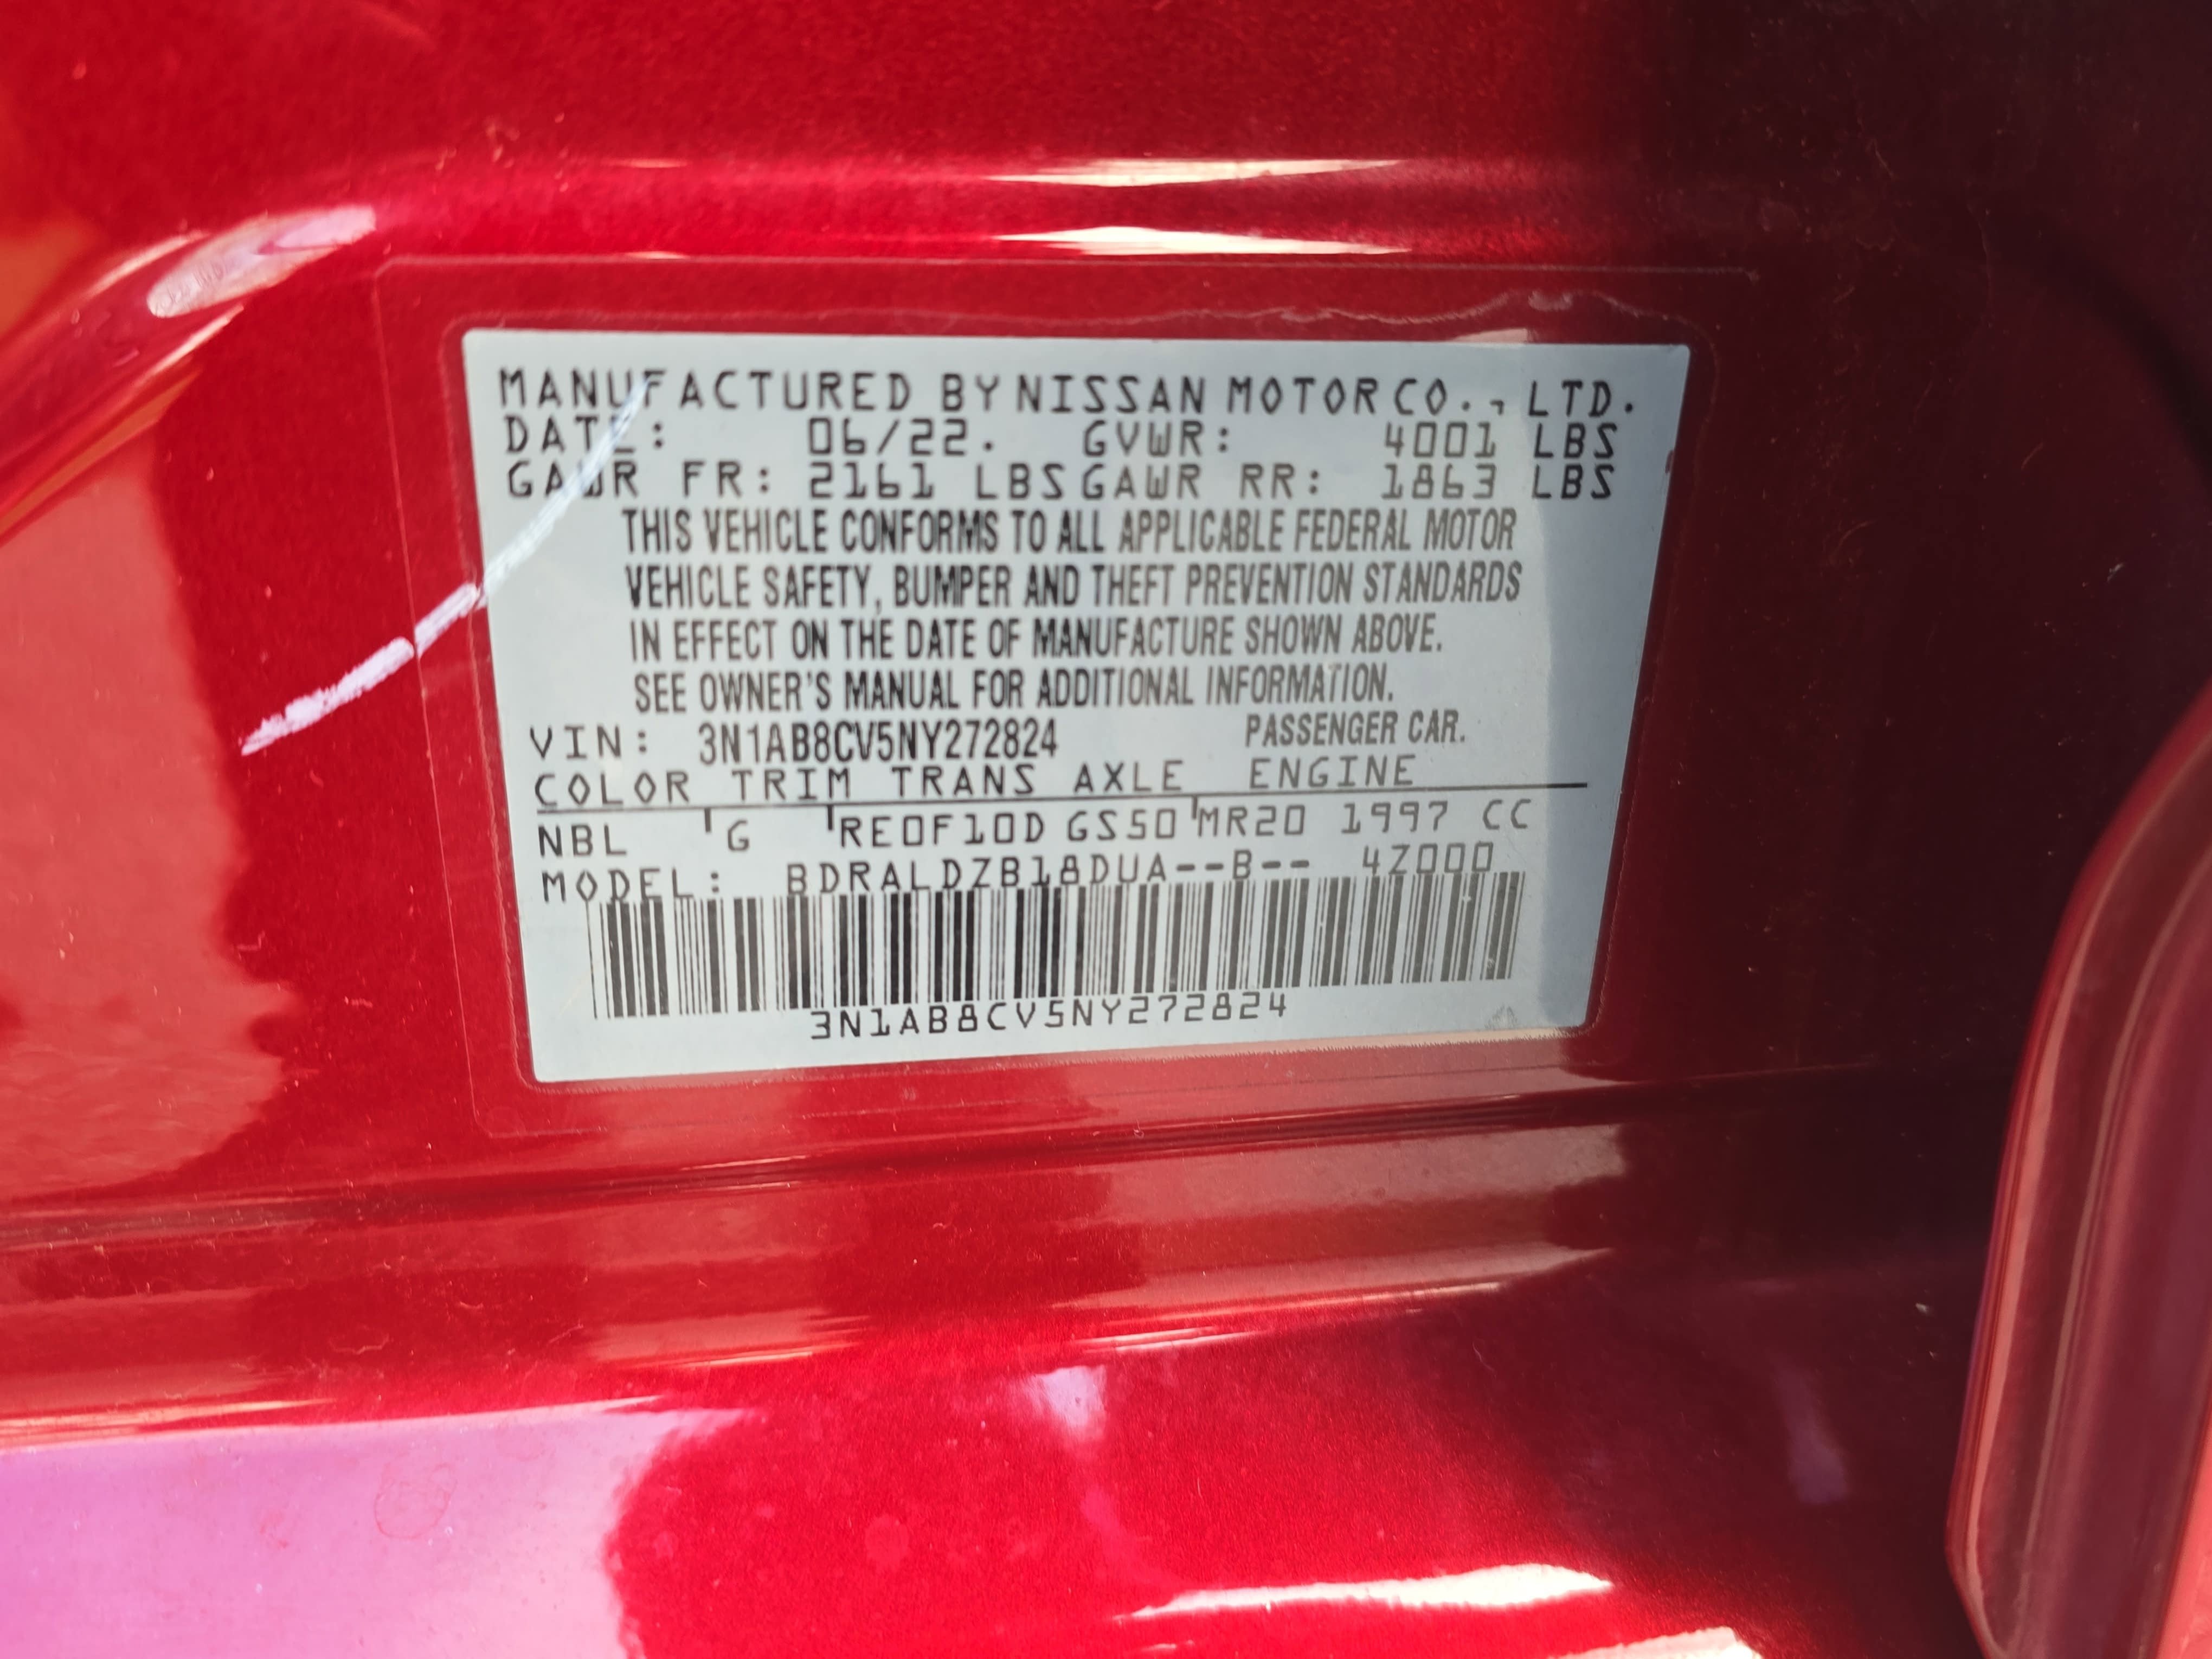 MANUFACTURED BY NISSAN MOTOR CO., LTD.
DATE: 06/22. GVWR: 4001 LBS
GAWR FR: 2161 LBS GAWR RR: 1863 LBS
THIS VEHICLE CONFORMS TO ALL APPLICABLE FEDERAL MOTOR
VEHICLE SAFETY, BUMPER AND THEFT PREVENTION STANDARDS
IN EFFECT ON THE DATE OF MANUFACTURE SHOWN ABOVE.
SEE OWNER'S MANUAL FOR ADDITIONAL INFORMATION.
VIN: 3N1AB8CV5NY272824 PASSENGER CAR.
COLOR TRIM TRANS AXLE ENGINE
NBL G RE0F10D GS50 MR20 1997 CC
MODEL: BDRALDZB18DUA--B-- 4Z000
3N1AB8CV5NY272824